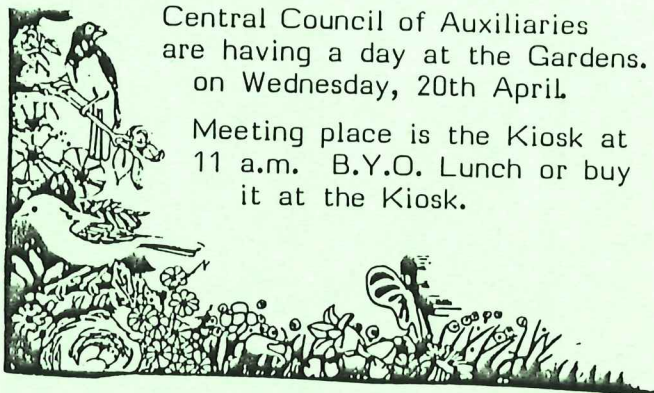 Central Council of Auxiliaries
are having a day at the Gardens.
on Wednesday, 20th April.
Meeting place is the Kiosk at
11 a.m. B.Y.O. Lunch or buy
it at the Kiosk.